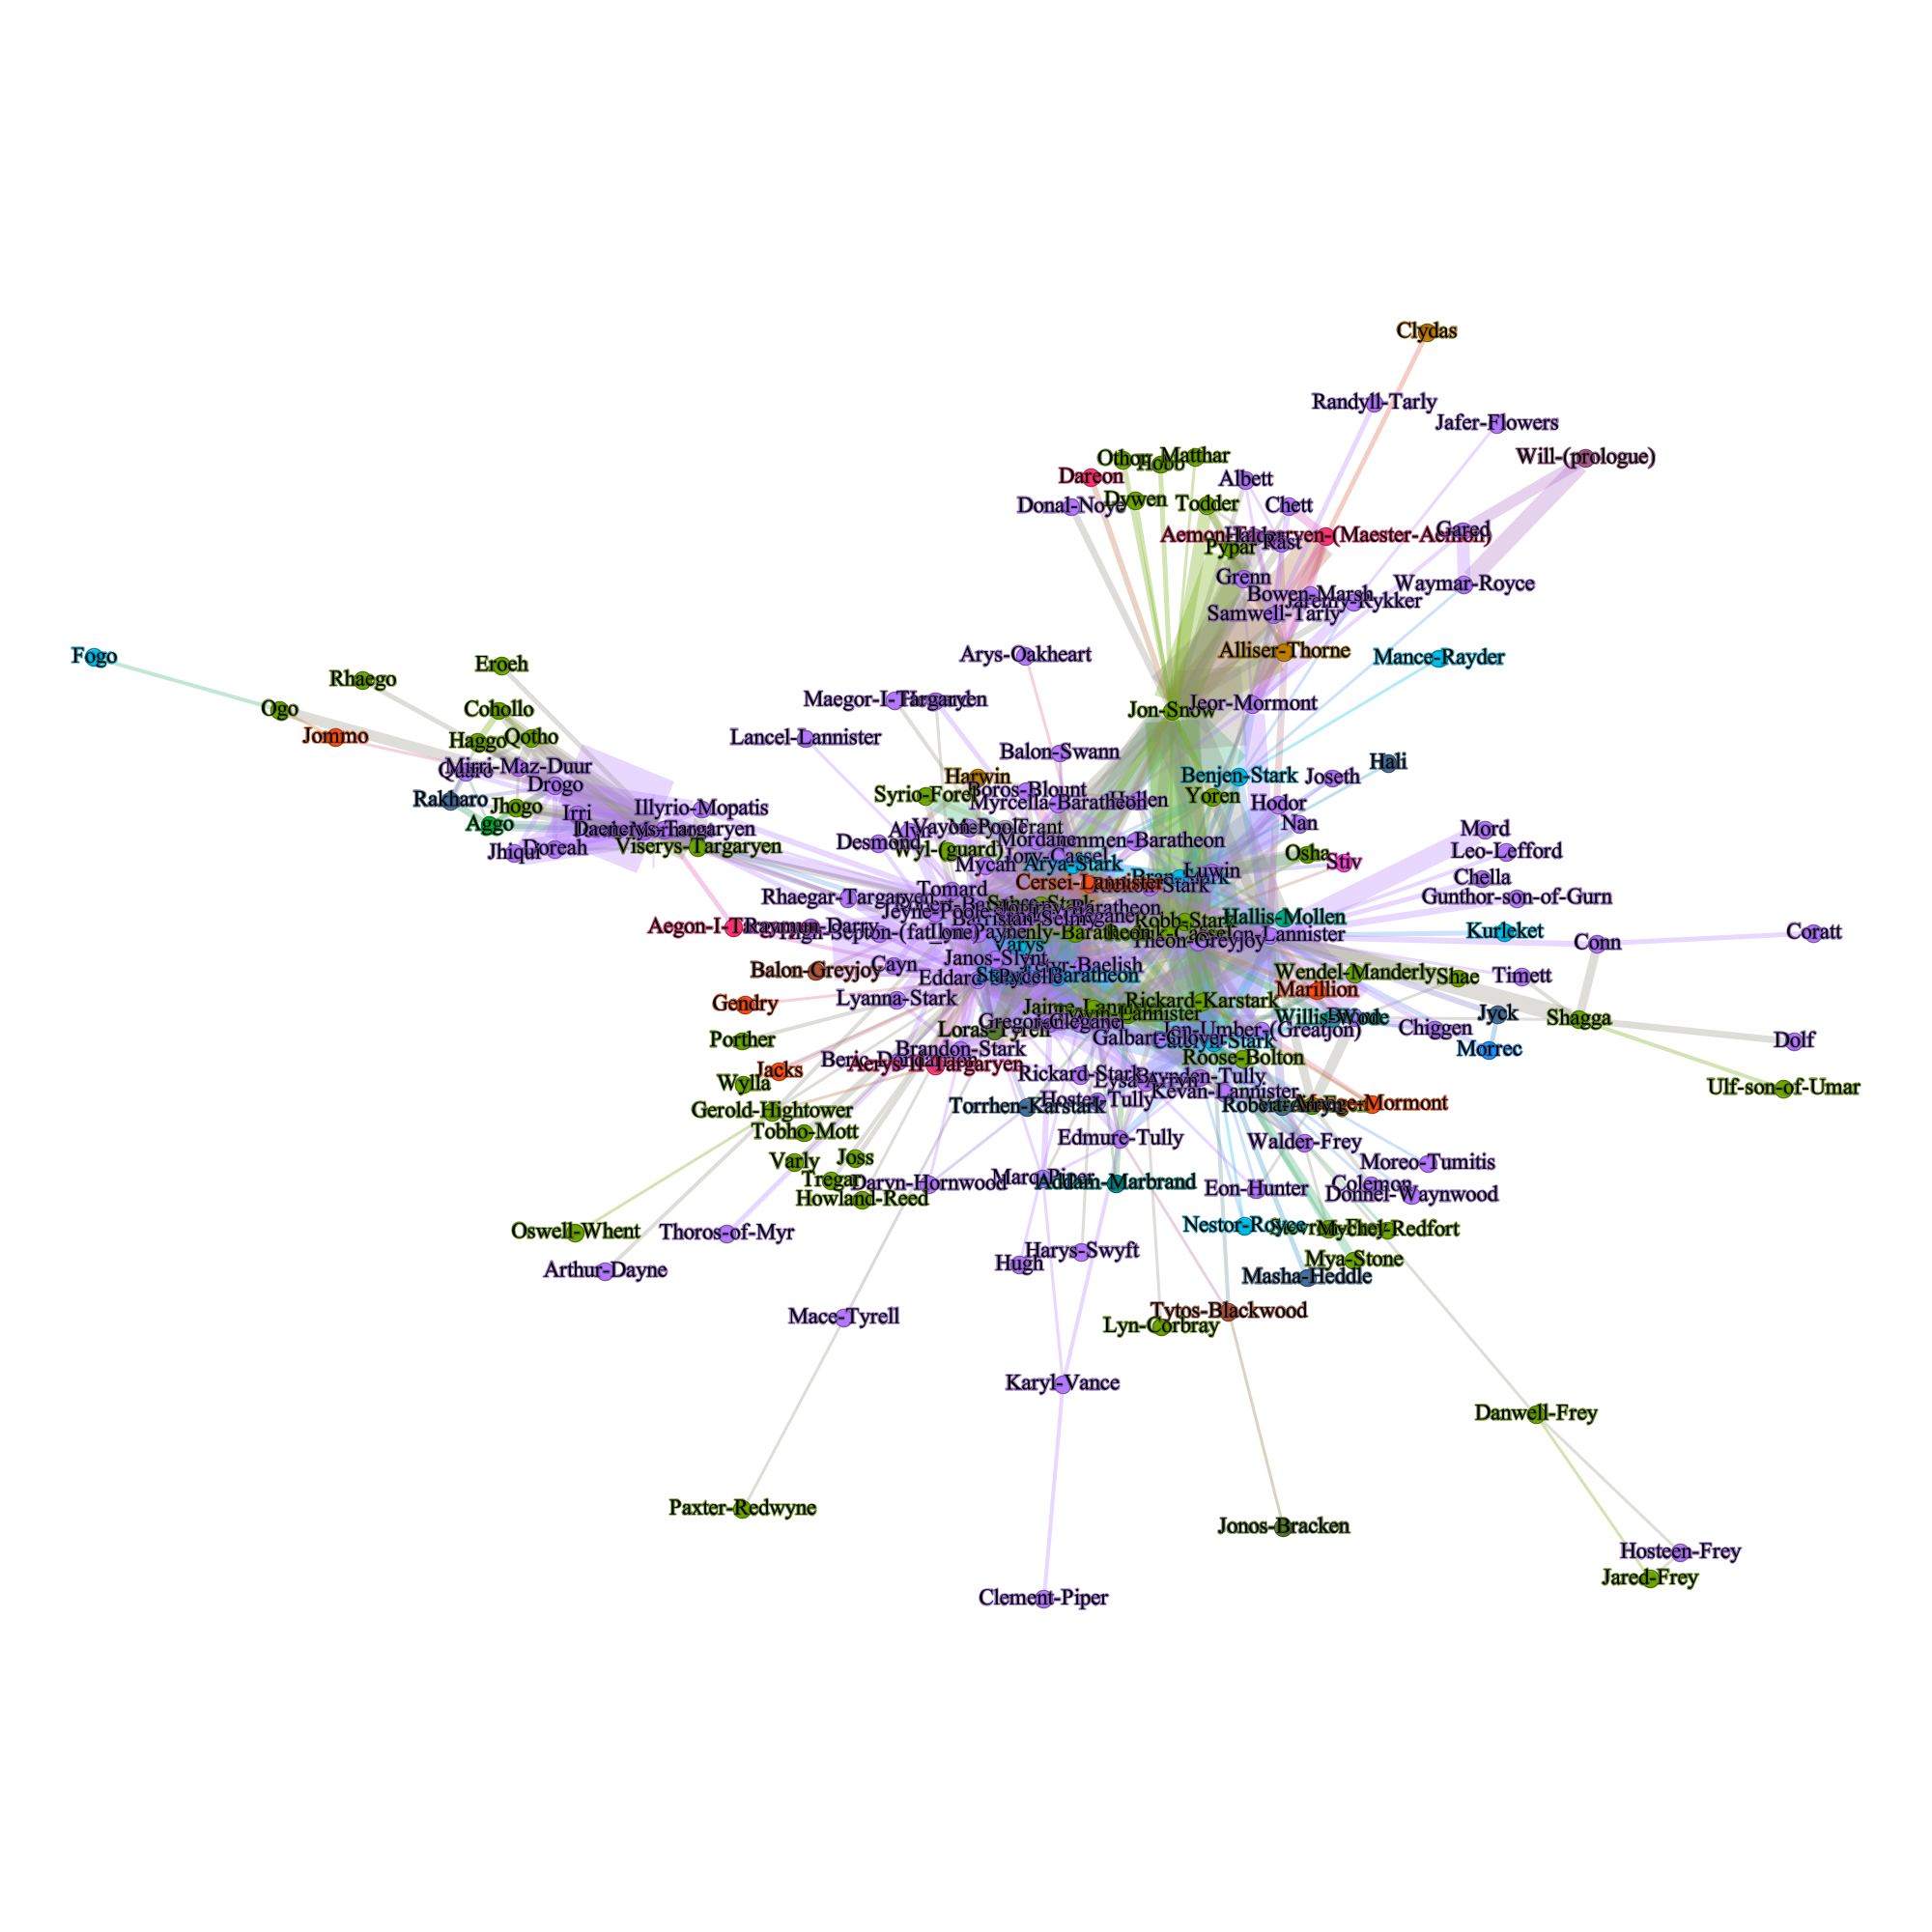 Clydas
Randyll-Tarly
Jafer-Flowers
Will-(prologue)
Othor
Hobb
Matthar
Dareon
Albett
Dywen
Donal-Noye
Todder
Chett
Gared
Aemon-Targaryen-(Maester-Aemon)
Pypar
Rast
Grenn
Waymar-Royce
Bowen-Marsh
Jaremy-Rykker
Samwell-Tarly
Alliser-Thorne
Mance-Rayder
Arys-Oakheart
Fogo
Eroeh
Rhaego
Maegor-I-Targaryen
Jeor-Mormont
Jon-Snow
Ogo
Cohollo
Jommo
Haggo
Qotho
Lancel-Lannister
Balon-Swann
Hali
Mirri-Maz-Duur
Quaro
Harwin
Benjen-Stark
Joseth
Drogo
Boros-Blount
Syrio-Forel
Yoren
Rakharo
Jhogo
Irri
Illyrio-Mopatis
Myrcella-Baratheon
Hodor
Aggo
Nan
Daenerys-Targaryen
Mord
Viserys-Targaryen
Desmond
Alyn
Vayon-Poole
Mordane
Tommen-Baratheon
Jhiqui
Doreah
Wyl-(guard)
Jory-Cassel
Osha
Stiv
Leo-Lefford
Mycah
Arya-Stark
Bran-Stark
Luwin
Cersei-Lannister
Rickon-Stark
Chella
Tomard
Rhaegar-Targaryen
Gunthor-son-of-Gurn
Jeyne-Poole
Barristan-Selmy
Robb-Stark
Hallis-Mollen
Aegon-I-Targaryen
Raymun-Darry
High-Septon-(fat_one)
Theon-Greyjoy
Kurleket
Coratt
Conn
Varys
Janos-Slynt
Cayn
Petyr-Baelish
Balon-Greyjoy
Wendel-Manderly
Shae
Timett
Marillion
Lyanna-Stark
Gendry
Rickard-Karstark
Jaime-Lannister
Tywin-Lannister
Willis-Wode
Jyck
Shagga
Gregor-Clegane
Loras-Tyrell
Jon-Umber-(Greatjon)
Chiggen
Porther
Galbart-Glover
Catelyn-Stark
Dolf
Brandon-Stark
Morrec
Beric-Dondarrion
Aerys-II-Targaryen
Roose-Bolton
Jacks
Rickard-Stark
Lysa-Arryn
Brynden-Tully
Wylla
Kevan-Lannister
Ulf-son-of-Umar
Hoster-Tully
Torrhen-Karstark
Robert-Arryn
Maege-Mormont
Gerold-Hightower
Tobho-Mott
Edmure-Tully
Walder-Frey
Varly
Joss
Moreo-Tumitis
Tregar
Daryn-Hornwood
Marq-Piper
Addam-Marbrand
Eon-Hunter
Colemon
Donnel-Waynwood
Howland-Reed
Oswell-Whent
Thoros-of-Myr
Nestor-Royce
Stevron-Frey
Mychel-Redfort
Harys-Swyft
Hugh
Mya-Stone
Arthur-Dayne
Masha-Heddle
Mace-Tyrell
Tytos-Blackwood
Lyn-Corbray
Karyl-Vance
Danwell-Frey
Paxter-Redwyne
Jonos-Bracken
Hosteen-Frey
Jared-Frey
Clement-Piper